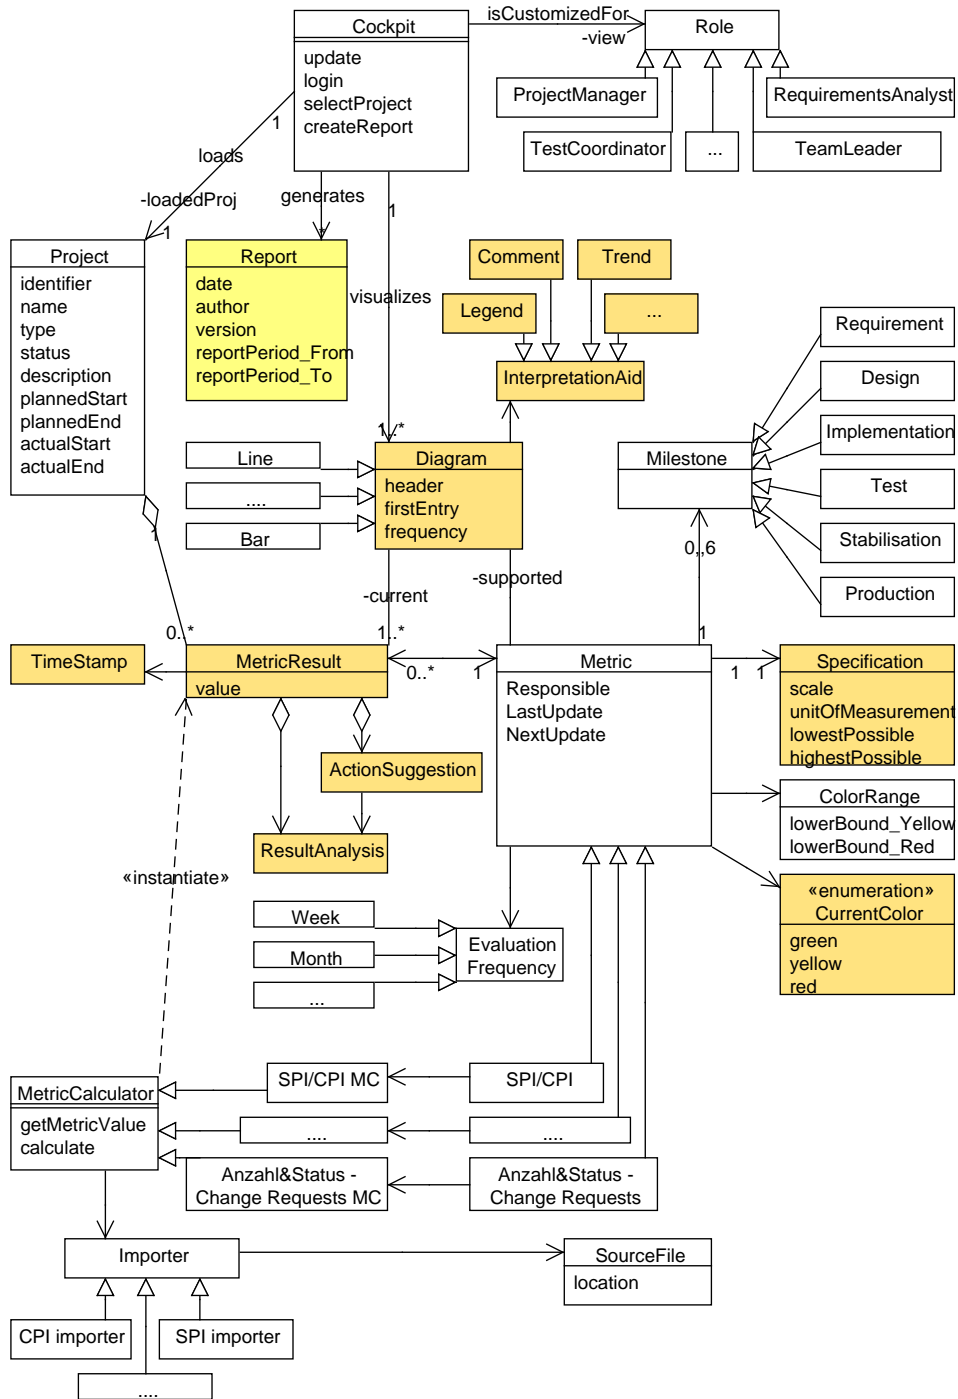 Cockpit
update
login
selectProject
createReport
isCustomizedFor
-view
Role
ProjectManager
RequirementsAnalyst
TestCoordinator
...
TeamLeader
1
loads
-loadedProj
1
generates
*
1
visualizes
1..*
Project
identifier
name
type
status
description
plannedStart
plannedEnd
actualStart
actualEnd
Report
date
author
version
reportPeriod_From
reportPeriod_To
Comment
Trend
Legend
...
InterpretationAid
Requirement
Design
Implementation
Test
Stabilisation
Production
Milestone
Line
....
Bar
Diagram
header
firstEntry
frequency
1
0..*
-current
1..*
-supported
0,,6
1
TimeStamp
MetricResult
value
0..*
1
Metric
Responsible
LastUpdate
NextUpdate
1
1
Specification
scale
unitOfMeasurement
lowestPossible
highestPossible
ActionSuggestion
ResultAnalysis
ColorRange
lowerBound_Yellow
lowerBound_Red
«enumeration»
CurrentColor
green
yellow
red
«instantiate»
Week
Month
...
Evaluation
Frequency
MetricCalculator
getMetricValue
calculate
SPI/CPI MC
SPI/CPI
....
....
Anzahl&Status -
Change Requests MC
Anzahl&Status -
Change Requests
Importer
SourceFile
location
CPI importer
SPI importer
....